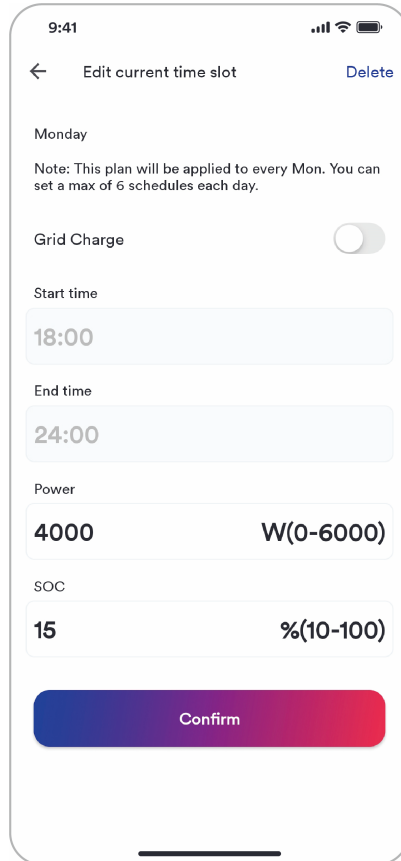 9:41
Edit current time slot
Delete
Monday
Note: This plan will be applied to every Mon. You can
set a max of 6 schedules each day.
Grid Charge
Start time
18:00
End time
24:00
Power
4000 W(0-6000)
SOC
15 %(10-100)
Confirm